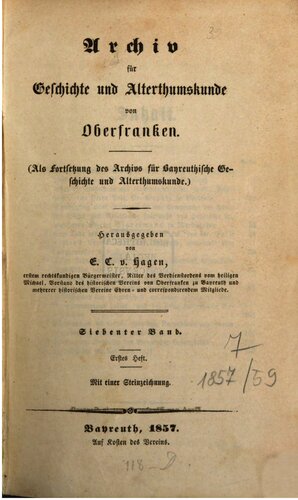 Archiv
für
Geschichte und Alterthumskunde
von
Oberfranken.
(Als Fortsetzung des Archivs für Bayreuthische Ge-
schichte und Alterthumskunde.)
Herausgegeben
von
E. C. v. Hagen,
erstem rechtskundigen Bürgermeister, Ritter des Verdienstordens vom heiligen
Michael, Vorstand des historischen Vereins von Oberfranken zu Bayreuth und
mehrerer historischen Vereine Ehren- und correspondirendem Mitgliede.
Siebenter Band.
7
Erstes Heft.
1857/59
Mit einer Steinzeichnung.
Bayreuth, 1857.
Auf Kosten des Vereins.
118